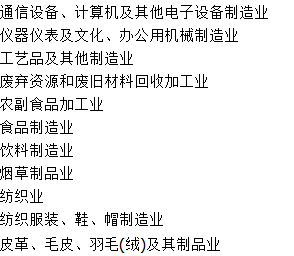 通信设备、计算机及其他电子设备制造业
仪器仪表及文化、办公用机械制造业
工艺品及其他制造业
废弃资源和废旧材料回收加工业
农副食品加工业
食品制造业
饮料制造业
烟草制品业
纺织业
纺织服装、鞋、帽制造业
皮革、毛皮、羽毛(绒)及其制品业